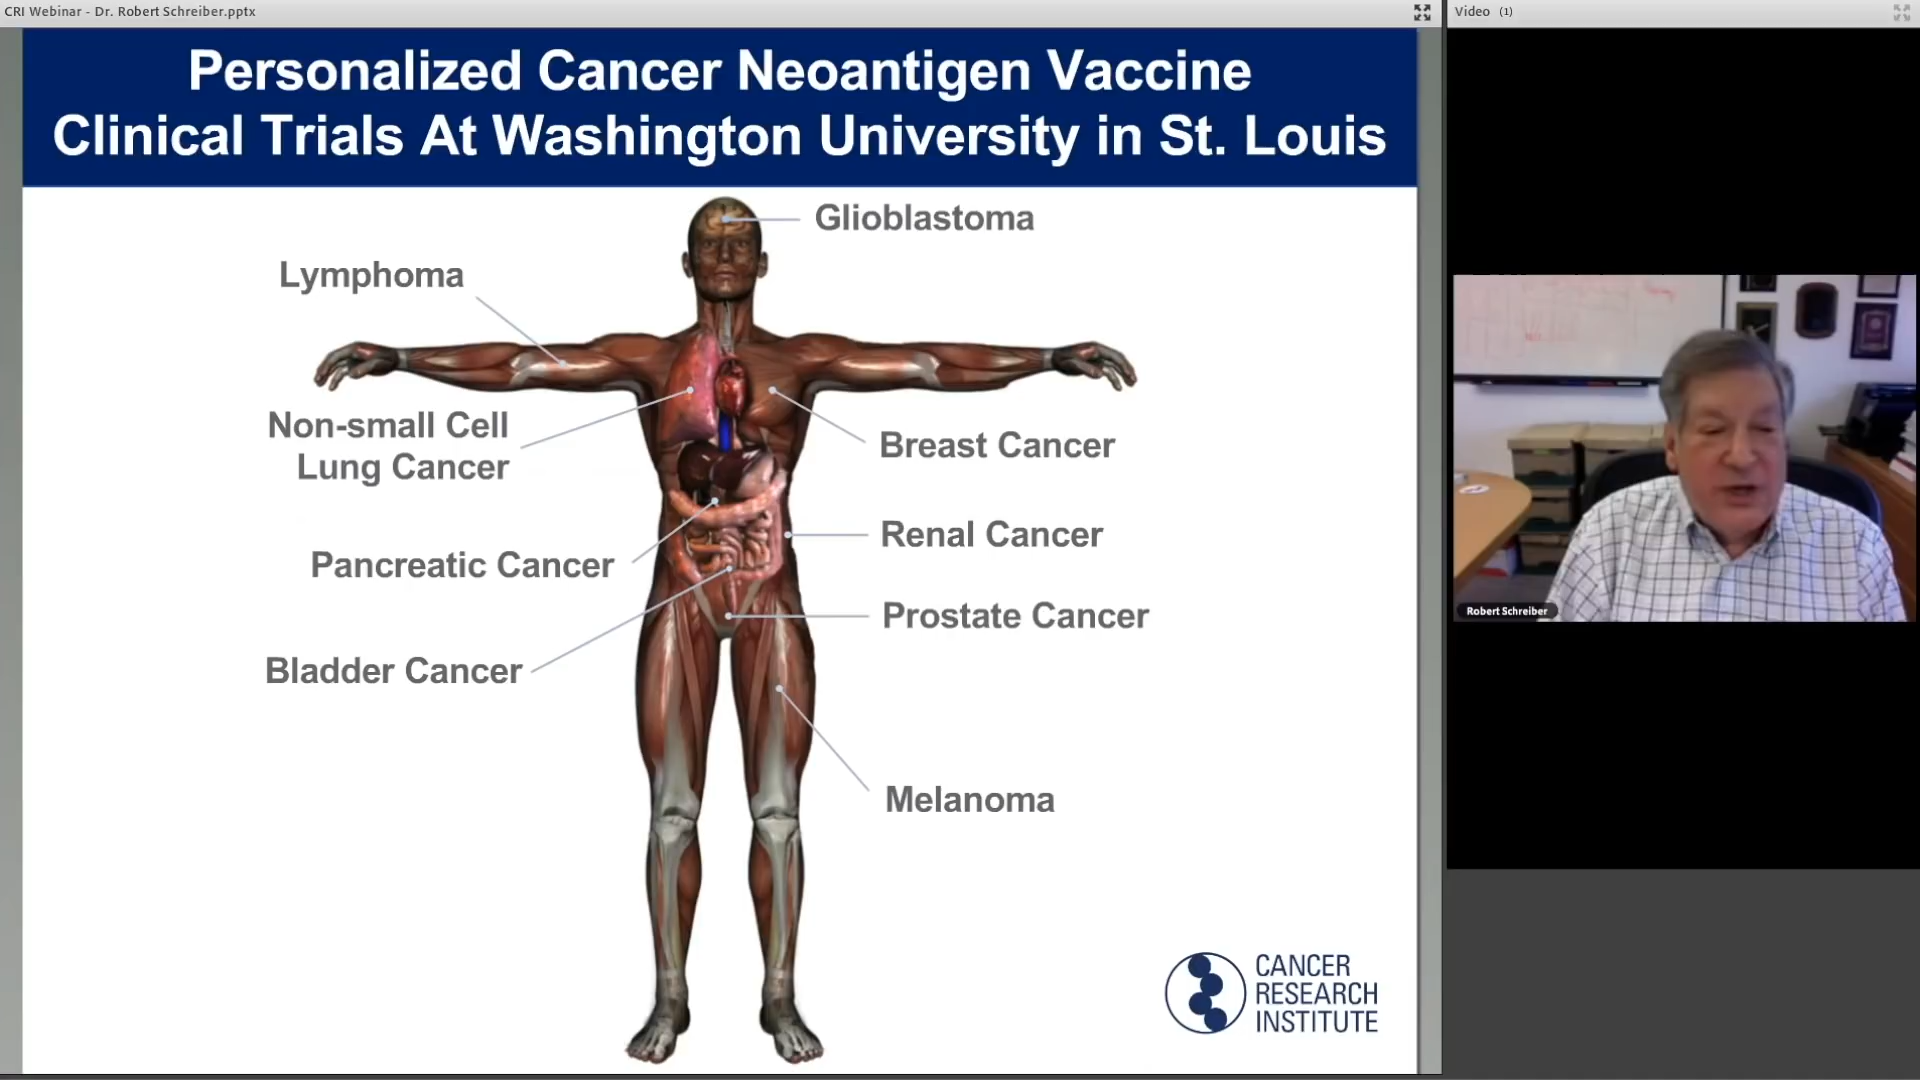 CRI Webinar - Dr. Robert Schreiber.pptx
Video (1)
Personalized Cancer Neoantigen Vaccine
Clinical Trials At Washington University in St. Louis
Glioblastoma
Lymphoma
Non-small Cell
Lung Cancer
Breast Cancer
Renal Cancer
Pancreatic Cancer
Prostate Cancer
Bladder Cancer
Melanoma
CANCER
RESEARCH
INSTITUTE
Robert Schreiber